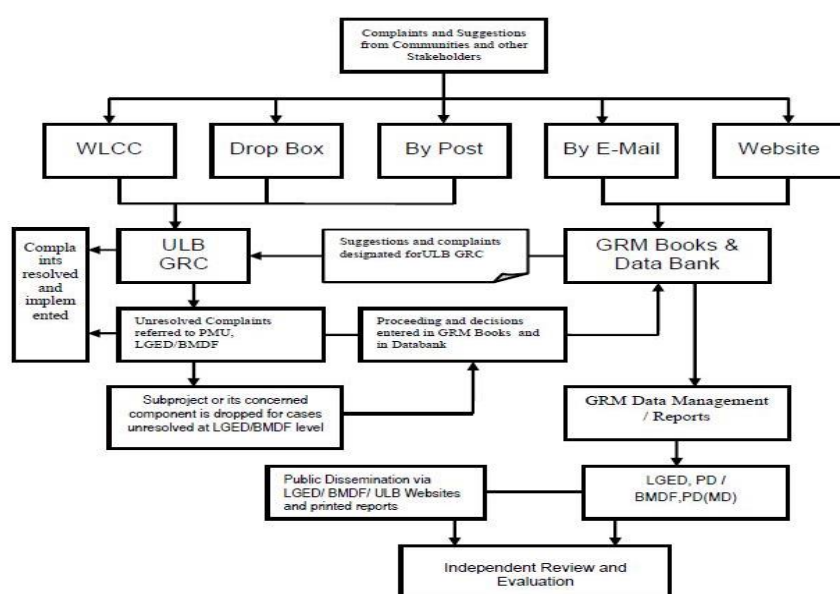 Complaints and Suggestions
from Communities and other
Stakeholders
WLCC
Drop Box
By Post
By E-Mail
Website
Compla
ints
resolved
and
implem
ented
ULB
GRC
Suggestions and complaints
designated forULB GRC
GRM Books &
Data Bank
Unresolved Complaints
referred to PMU,
LGED/BMDF
Proceeding and decisions
entered in GRM Books and
in Databank
Subproject or its concerned
component is dropped for cases
unresolved at LGED/BMDF level
GRM Data Management
/ Reports
Public Dissemination via
LGED/ BMDF/ ULB Websites
and printed reports
LGED, PD /
BMDF,PD(MD)
Independent Review and
Evaluation